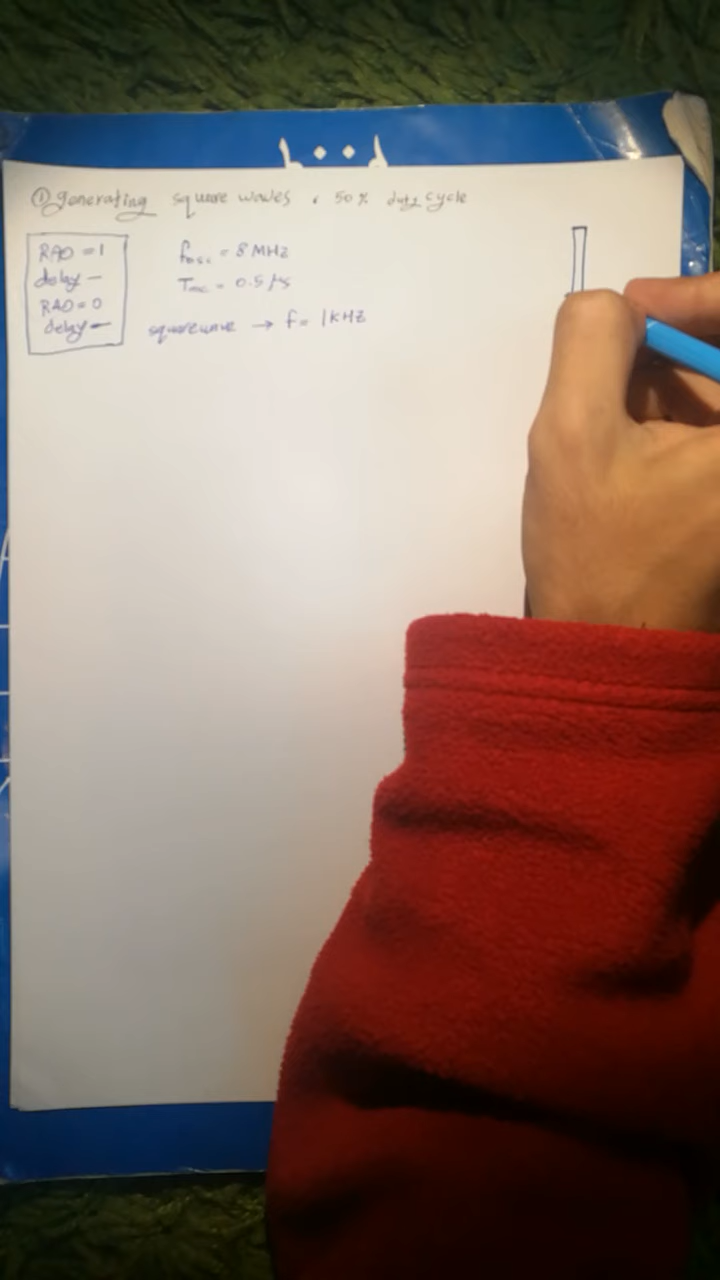 ① generating square waves, 50% duty cycle
RA0 = 1
delay —
RA0 = 0
delay —
fosc = 8 MHz
Tmc = 0.5 μs
squarewave → f = 1 KHz